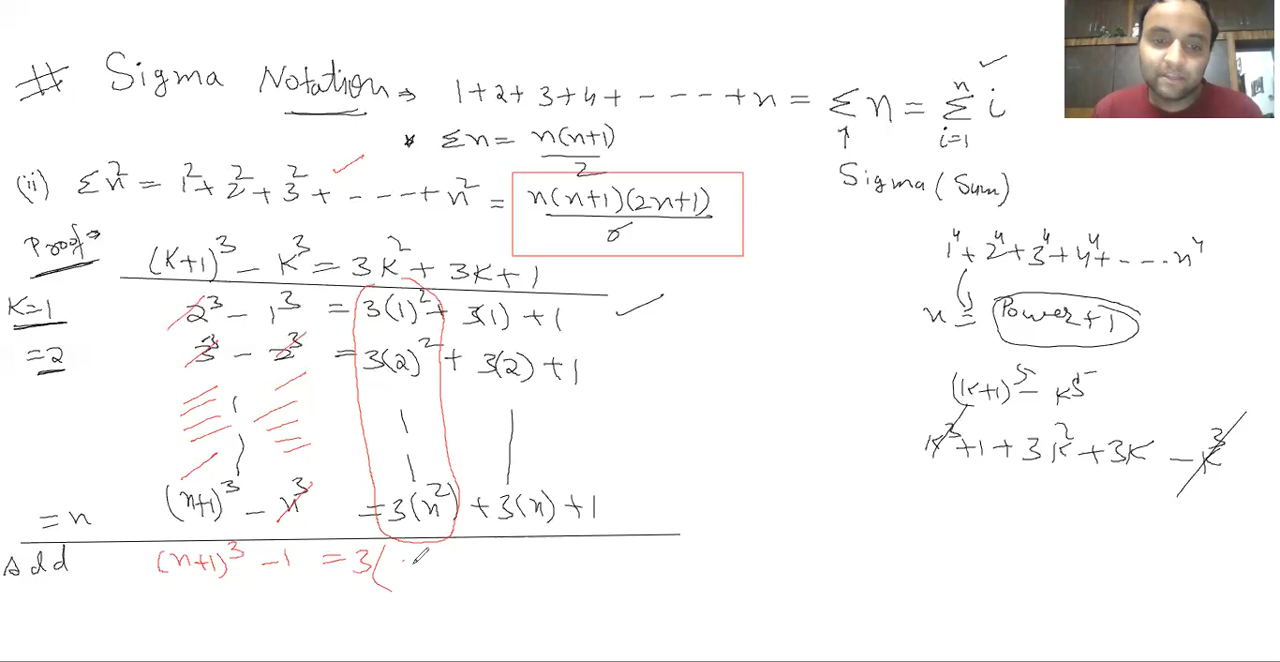 # Sigma Notation ⇒ 1+2+3+4+ - - - - +n = Σn = Σ_{i=1}^{n} i ✓
* Σn = n(n+1)/2
↑
Sigma (Sum)
(ii) Σn² = 1²+2²+3²+ - - - - +n² = n(n+1)(2n+1)/6
Proof⇒ (K+1)³ - K³ = 3K²+3K+1
K=1 2³ - 1³ = 3(1)²+3(1)+1 ✓
=2 3³ - 2³ = 3(2)²+3(2)+1
=n (n+1)³ - n³ = 3(n²)+3(n)+1
Add (n+1)³ - 1 = 3(
1⁴+2⁴+3⁴+4⁴+ - - - n⁴
Power+1
(K+1)⁵ - K⁵
K³+1+3K²+3K - K³